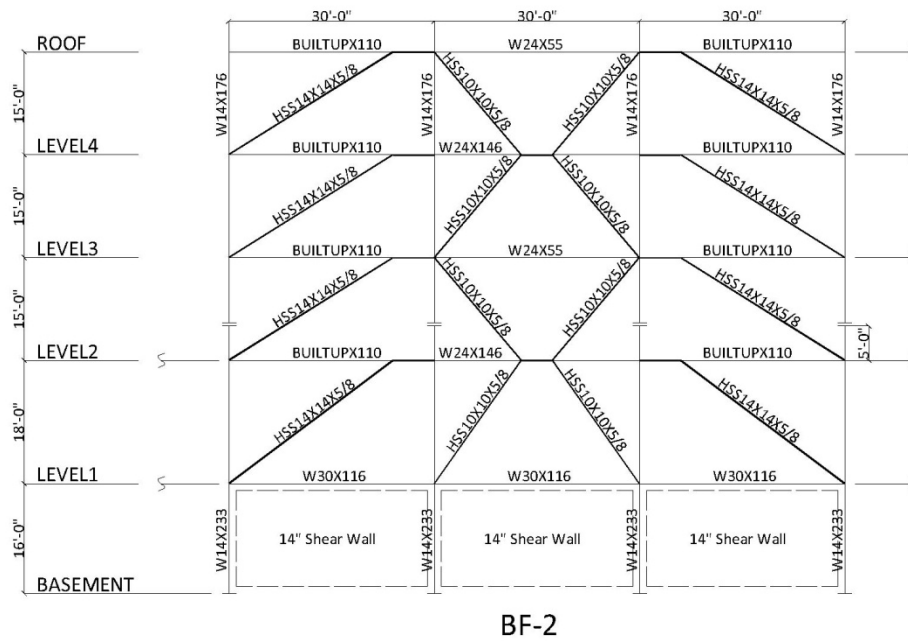 30'-0" 30'-0" 30'-0"
ROOF BUILTUPX110 W24X55 BUILTUPX110
15'-0" W14X176 HSS14X14X5/8 W14X176 HSS10X10X5/8 HSS10X10X5/8 W14X176 HSS14X14X5/8 W14X176
LEVEL4 BUILTUPX110 W24X146 BUILTUPX110
15'-0" HSS14X14X5/8 HSS10X10X5/8 HSS10X10X5/8 HSS14X14X5/8
LEVEL3 BUILTUPX110 W24X55 BUILTUPX110
15'-0" HSS14X14X5/8 HSS10X10X5/8 HSS10X10X5/8 HSS14X14X5/8 5'-0"
LEVEL2 BUILTUPX110 W24X146 BUILTUPX110
18'-0" HSS14X14X5/8 HSS10X10X5/8 HSS10X10X5/8 HSS14X14X5/8
LEVEL1 W30X116 W30X116 W30X116
16'-0" W14X233 14" Shear Wall W14X233 14" Shear Wall W14X233 14" Shear Wall W14X233
BASEMENT
BF-2